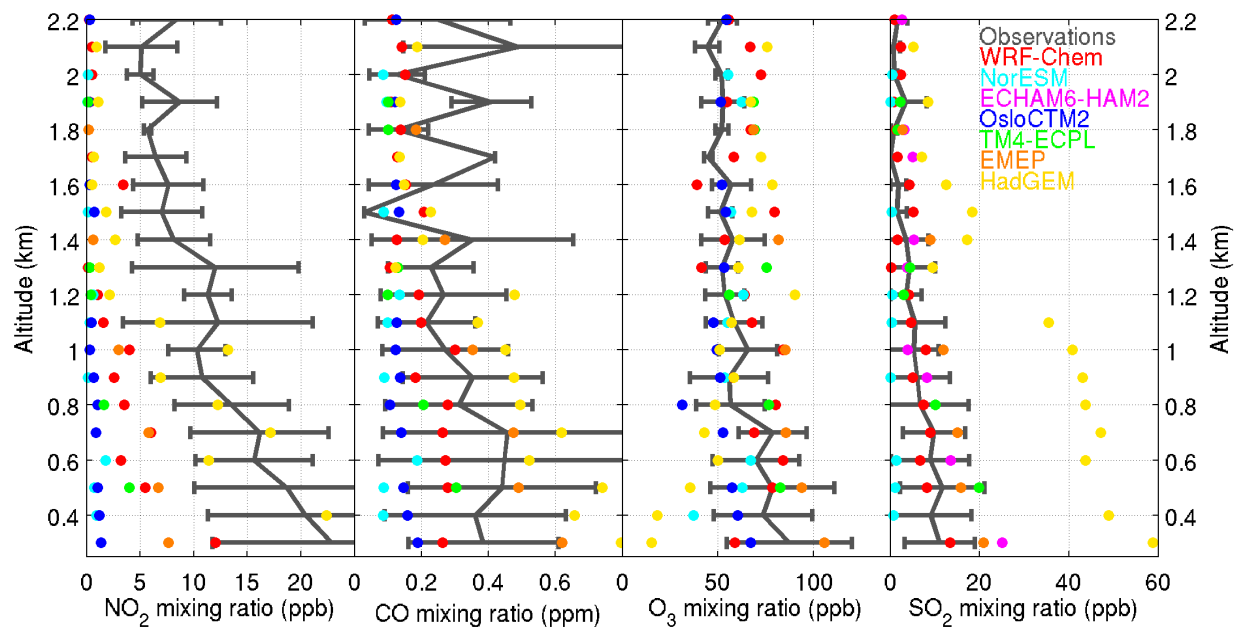 2.2
2
1.8
1.6
1.4
1.2
1
0.8
0.6
0.4
Altitude (km)
0 5 10 15 20
NO2 mixing ratio (ppb)
0 0.2 0.4 0.6
CO mixing ratio (ppm)
0 50 100
O3 mixing ratio (ppb)
0 20 40 60
SO2 mixing ratio (ppb)
Observations
WRF-Chem
NorESM
ECHAM6-HAM2
OsloCTM2
TM4-ECPL
EMEP
HadGEM
2.2
2
1.8
1.6
1.4
1.2
1
0.8
0.6
0.4
Altitude (km)